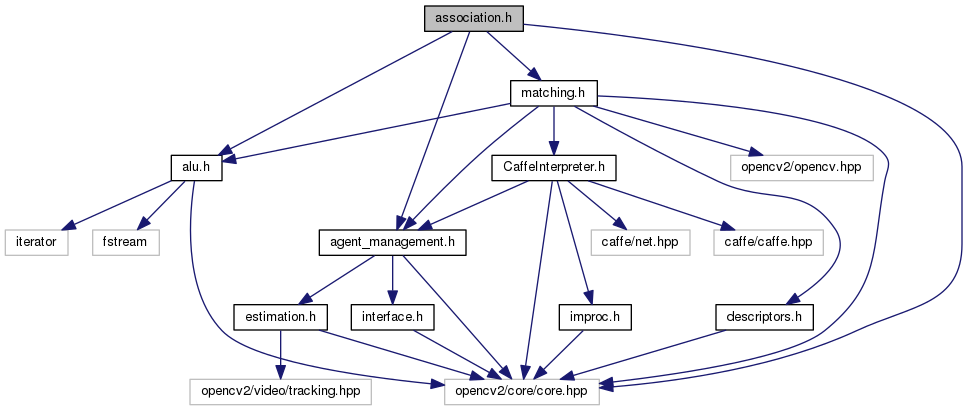 association.h
matching.h
alu.h
CaffeInterpreter.h
opencv2/opencv.hpp
iterator
fstream
agent_management.h
caffe/net.hpp
caffe/caffe.hpp
estimation.h
interface.h
improc.h
descriptors.h
opencv2/video/tracking.hpp
opencv2/core/core.hpp